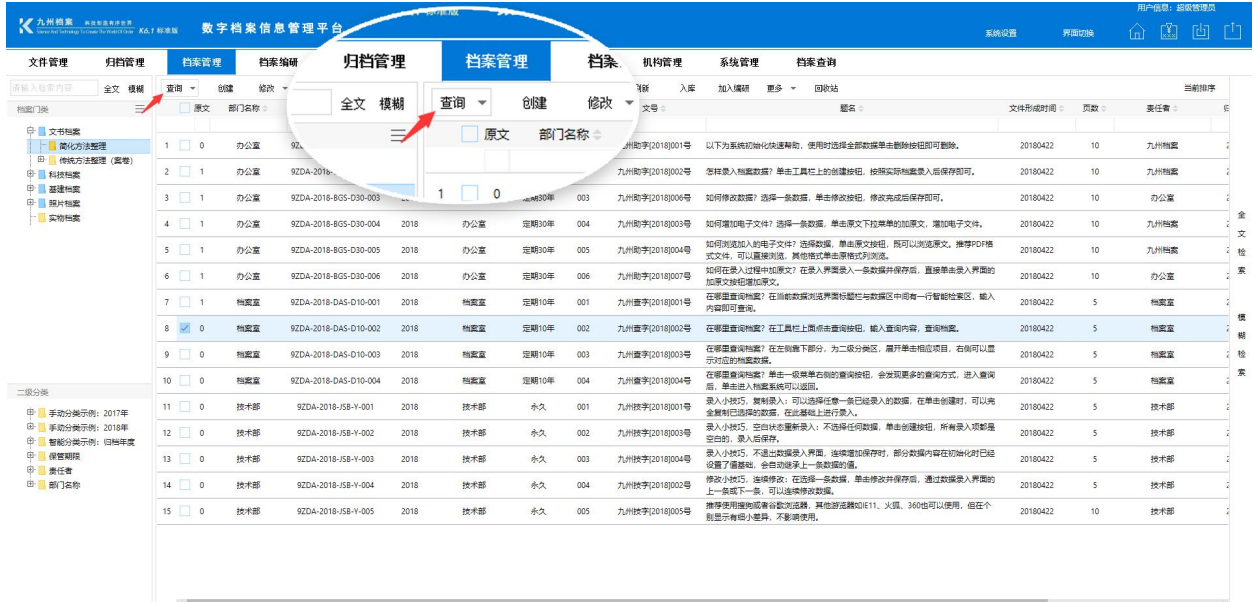 用户信息：超级管理员
九州档案 科技创造有序世界
Science And Technology To Create The World Of Order K6.1 标准版 数字档案信息管理平台
系统设置 界面切换
文件管理 归档管理 档案管理 档案编研 归档管理 档案管理 机构管理 系统管理 档案查询
请输入检索内容 全文 模糊 查询 创建 修改 全文 模糊 查询 创建 修改 入库 加入编研 更多 回收站 当前排序
档案门类 原文 部门名称 原文 部门名称 文号 题名 文件形成时间 页数 责任者
文书档案
简化方法整理
传统方法整理（案卷）
科技档案
基建档案
照片档案
实物档案
1 0
1 0 办公室 九州助字[2018]001号 以下为系统初始化快速帮助，使用时选择全部数据单击删除按钮即可删除。 20180422 10 九州档案
2 1 办公室 9ZDA-2018- 九州助字[2018]002号 怎样录入档案数据？单击工具栏上的创建按钮，按照实际档案录入后保存即可。 20180422 10 九州档案
3 1 办公室 9ZDA-2018-BGS-D30-003 定期30年 003 九州助字[2018]006号 如何修改数据？选择一条数据，单击修改按钮，修改完成后保存即可。 20180422 10 办公室
4 1 办公室 9ZDA-2018-BGS-D30-004 2018 办公室 定期30年 004 九州助字[2018]003号 如何增加电子文件？选择一条数据，单击原文下拉菜单的加原文，增加电子文件。 20180422 10 九州档案
5 1 办公室 9ZDA-2018-BGS-D30-005 2018 办公室 定期30年 005 九州助字[2018]004号 如何浏览加入的电子文件？选择数据，单击原文按钮，既可以浏览原文。推荐PDF格
式文件，可以直接浏览，其他格式单击原格式列浏览。 20180422 10 九州档案
6 1 办公室 9ZDA-2018-BGS-D30-006 2018 办公室 定期30年 006 九州助字[2018]007号 如何在录入过程中加原文？在录入界面录入一条数据并保存后，直接单击录入界面的
加原文按钮增加原文。 20180422 10 办公室
7 1 档案室 9ZDA-2018-DAS-D10-001 2018 档案室 定期10年 001 九州查字[2018]001号 在哪里查询档案？在当前数据浏览界面标题栏与数据区中间有一行智能检索区，输入
内容即可查询。 20180422 5 档案室
8 0 档案室 9ZDA-2018-DAS-D10-002 2018 档案室 定期10年 002 九州查字[2018]002号 在哪里查询档案？在工具栏上面点击查询按钮，输入查询内容，查询档案。 20180422 5 档案室
9 0 档案室 9ZDA-2018-DAS-D10-003 2018 档案室 定期10年 003 九州查字[2018]003号 在哪里查询档案？在左侧靠下部分，为二级分类区，展开单击相应项目，右侧可以显
示对应的档案数据。 20180422 5 档案室
10 0 档案室 9ZDA-2018-DAS-D10-004 2018 档案室 定期10年 004 九州查字[2018]004号 在哪里查询档案？单击一级菜单右侧的查询按钮，会发现更多的查询方式，进入查询
后，单击进入档案系统可以返回。 20180422 5 档案室
11 0 技术部 9ZDA-2018-JSB-Y-001 2018 技术部 永久 001 九州技字[2018]001号 录入小技巧，复制录入：可以选择任意一条已经录入的数据，在单击创建时，可以完
全复制已选择的数据，在此基础上进行录入。 20180422 5 技术部
12 0 技术部 9ZDA-2018-JSB-Y-002 2018 技术部 永久 002 九州技字[2018]003号 录入小技巧，空白状态重新录入：不选择任何数据，单击创建按钮，所有录入项都是
空白的，录入后保存。 20180422 5 技术部
13 0 技术部 9ZDA-2018-JSB-Y-003 2018 技术部 永久 003 九州技字[2018]004号 录入小技巧，不退出数据录入界面，连续增加保存时，部分数据内容在初始化时已经
设置了值基础，会自动继承上一条数据的值。 20180422 5 技术部
14 0 技术部 9ZDA-2018-JSB-Y-004 2018 技术部 永久 004 九州技字[2018]002号 修改小技巧，连续修改：在选择一条数据，单击修改并保存后，通过数据录入界面的
上一条或下一条，可以连续修改数据。 20180422 5 技术部
15 0 技术部 9ZDA-2018-JSB-Y-005 2018 技术部 永久 005 九州技字[2018]005号 推荐使用搜狗或者谷歌浏览器，其他游览器如IE11、火狐、360也可以使用，但在个
别显示有细小差异，不影响使用。 20180422 10 技术部
二级分类
手动分类示例：2017年
手动分类示例：2018年
智能分类示例：归档年度
保管期限
责任者
部门名称
全文检索
模糊检索